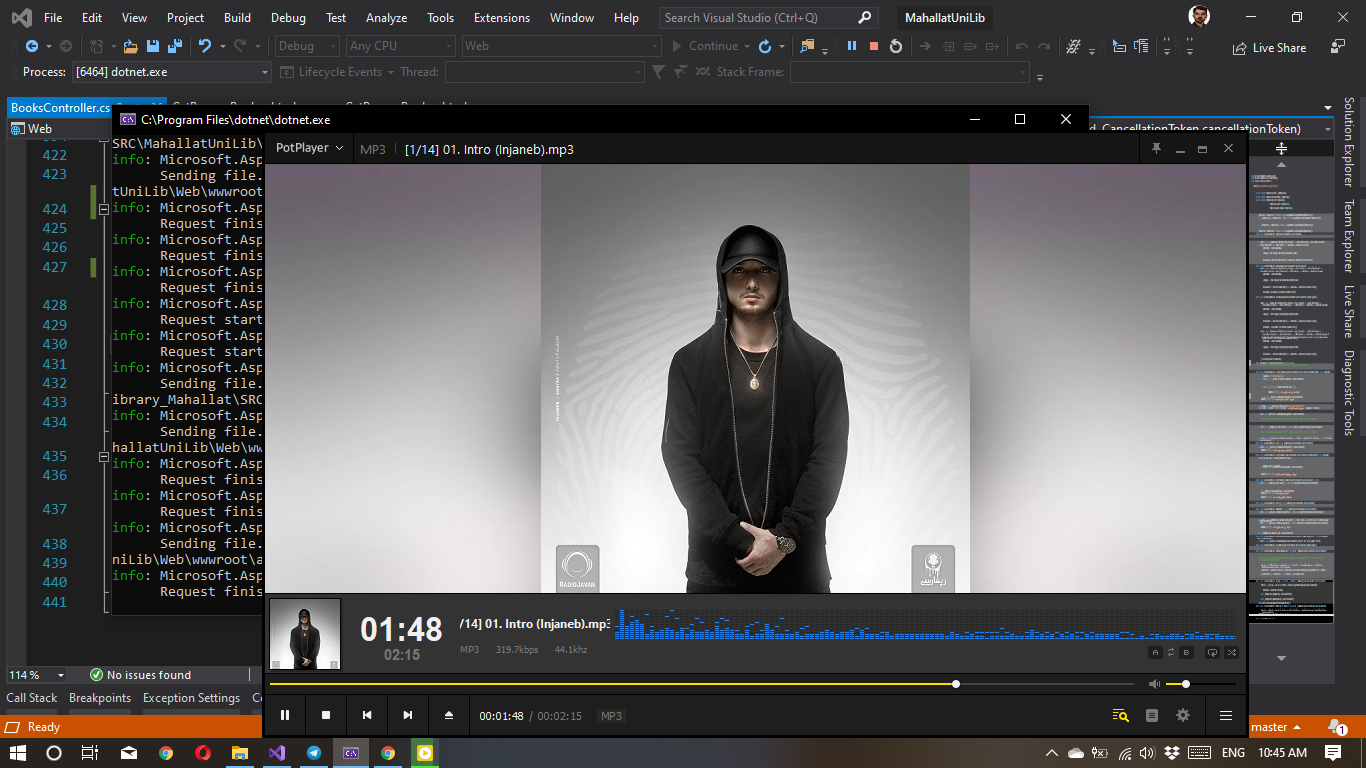 File Edit View Project Build Debug Test Analyze Tools Extensions Window Help Search Visual Studio (Ctrl+Q) MahallatUniLib
Debug Any CPU Web Continue Live Share
Process: [6464] dotnet.exe Lifecycle Events Thread: Stack Frame:
BooksController.cs
C:\Program Files\dotnet\dotnet.exe
Web
CancellationToken cancellationToken)
SRC\MahallatUniLib\
422
info: Microsoft.Asp
423
Sending file.
tUniLib\Web\wwwroot
424
info: Microsoft.Asp
425
Request finis
426
info: Microsoft.Asp
Request finis
427
info: Microsoft.Asp
Request finis
428
info: Microsoft.Asp
429
Request start
430
info: Microsoft.Asp
Request start
431
info: Microsoft.Asp
432
Sending file.
433
ibrary_Mahallat\SRC
434
info: Microsoft.Asp
Sending file.
hallatUniLib\Web\ww
435
info: Microsoft.Asp
436
Request finis
info: Microsoft.Asp
437
Request finis
info: Microsoft.Asp
438
Sending file.
439
niLib\Web\wwwroot\a
440
info: Microsoft.Asp
Request finis
441
PotPlayer MP3 [1/14] 01. Intro (Injaneb).mp3
RADIOJAVAN
رپفارسی
01:48
02:15
/14] 01. Intro (Injaneb).mp3
MP3 319.7kbps 44.1khz
A B
00:01:48 / 00:02:15 MP3
Solution Explorer
Team Explorer
Live Share
Diagnostic Tools
114 % No issues found
Call Stack Breakpoints Exception Settings
Ready
master
1
ENG 10:45 AM